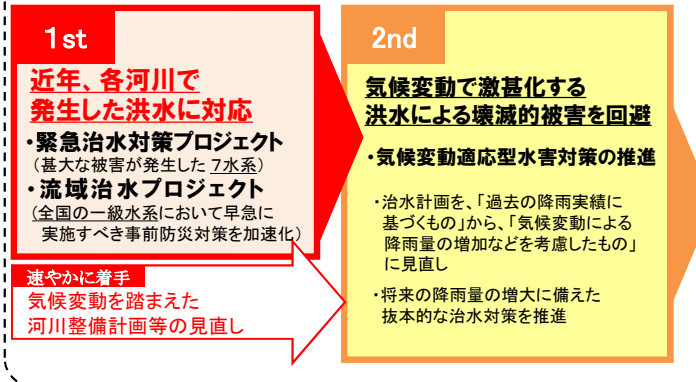 1st
近年、各河川で
発生した洪水に対応
・緊急治水対策プロジェクト
（甚大な被害が発生した 7水系）
・流域治水プロジェクト
（全国の一級水系において早急に
実施すべき事前防災対策を加速化）
速やかに着手
気候変動を踏まえた
河川整備計画等の見直し
2nd
気候変動で激甚化する
洪水による壊滅的被害を回避
・気候変動適応型水害対策の推進
・治水計画を、「過去の降雨実績に
基づくもの」から、「気候変動による
降雨量の増加などを考慮したもの」
に見直し
・将来の降雨量の増大に備えた
抜本的な治水対策を推進